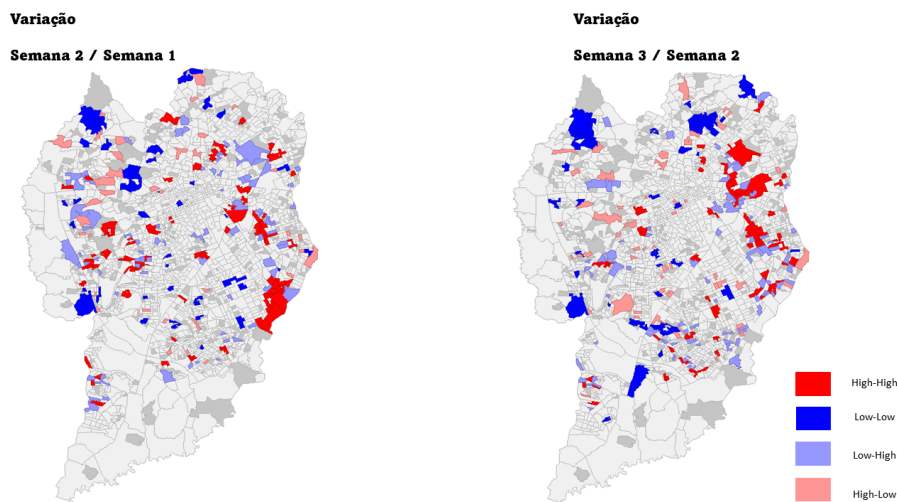 Variação
Semana 2 / Semana 1
Variação
Semana 3 / Semana 2
High-High
Low-Low
Low-High
High-Low